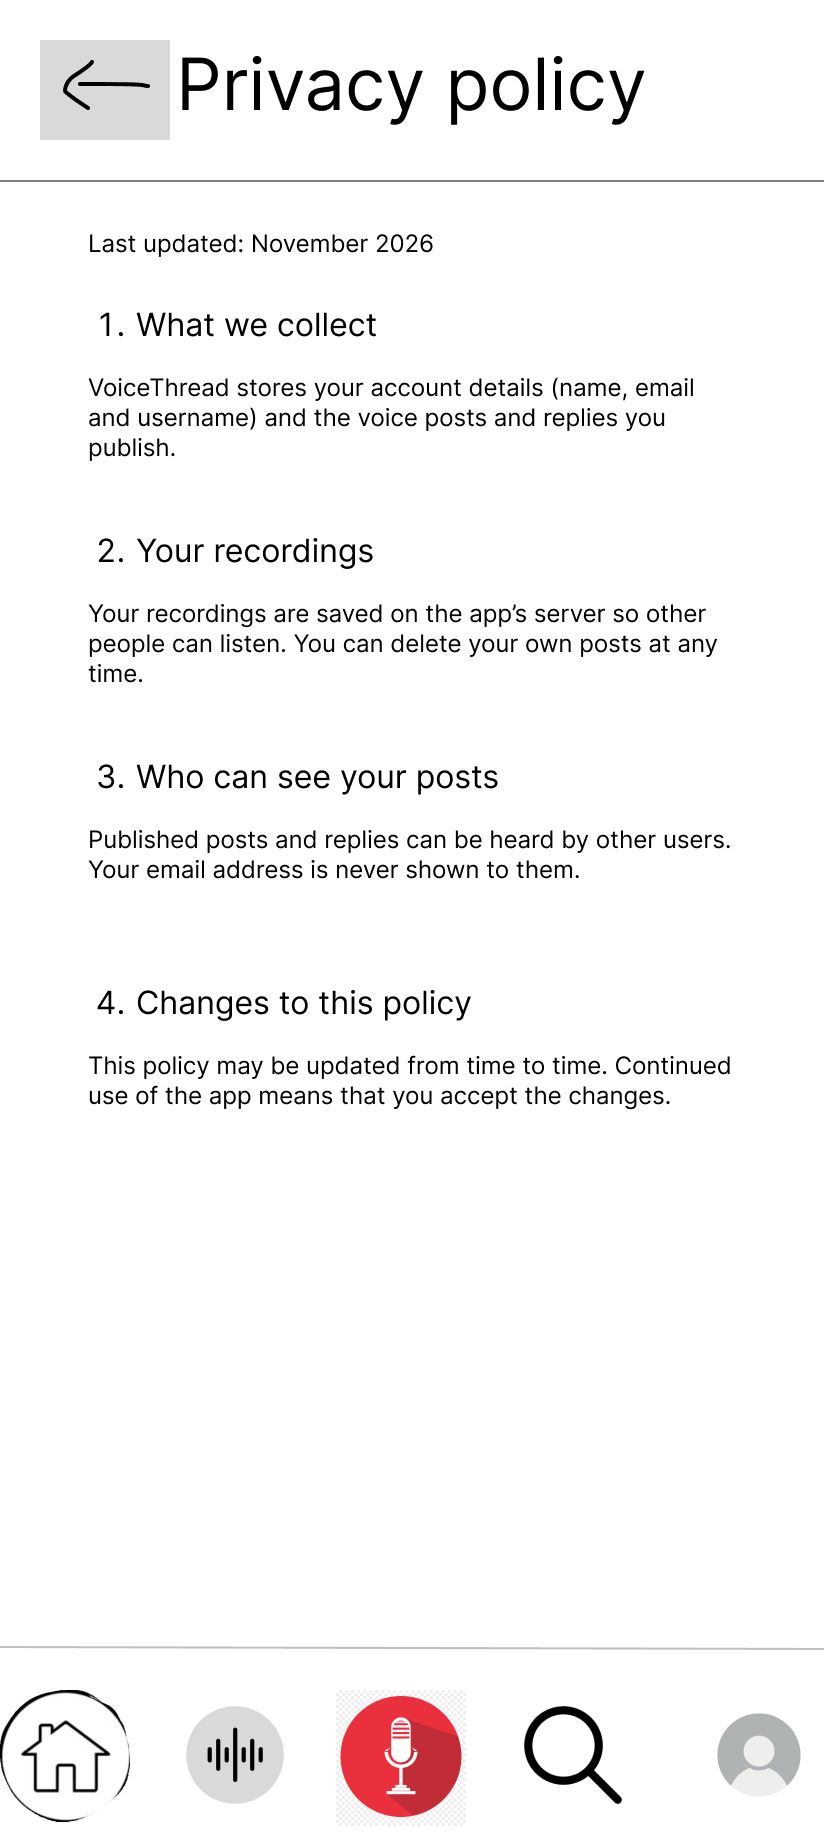 Privacy policy
Last updated: November 2026
1. What we collect
VoiceThread stores your account details (name, email
and username) and the voice posts and replies you
publish.
2. Your recordings
Your recordings are saved on the app’s server so other
people can listen. You can delete your own posts at any
time.
3. Who can see your posts
Published posts and replies can be heard by other users.
Your email address is never shown to them.
4. Changes to this policy
This policy may be updated from time to time. Continued
use of the app means that you accept the changes.